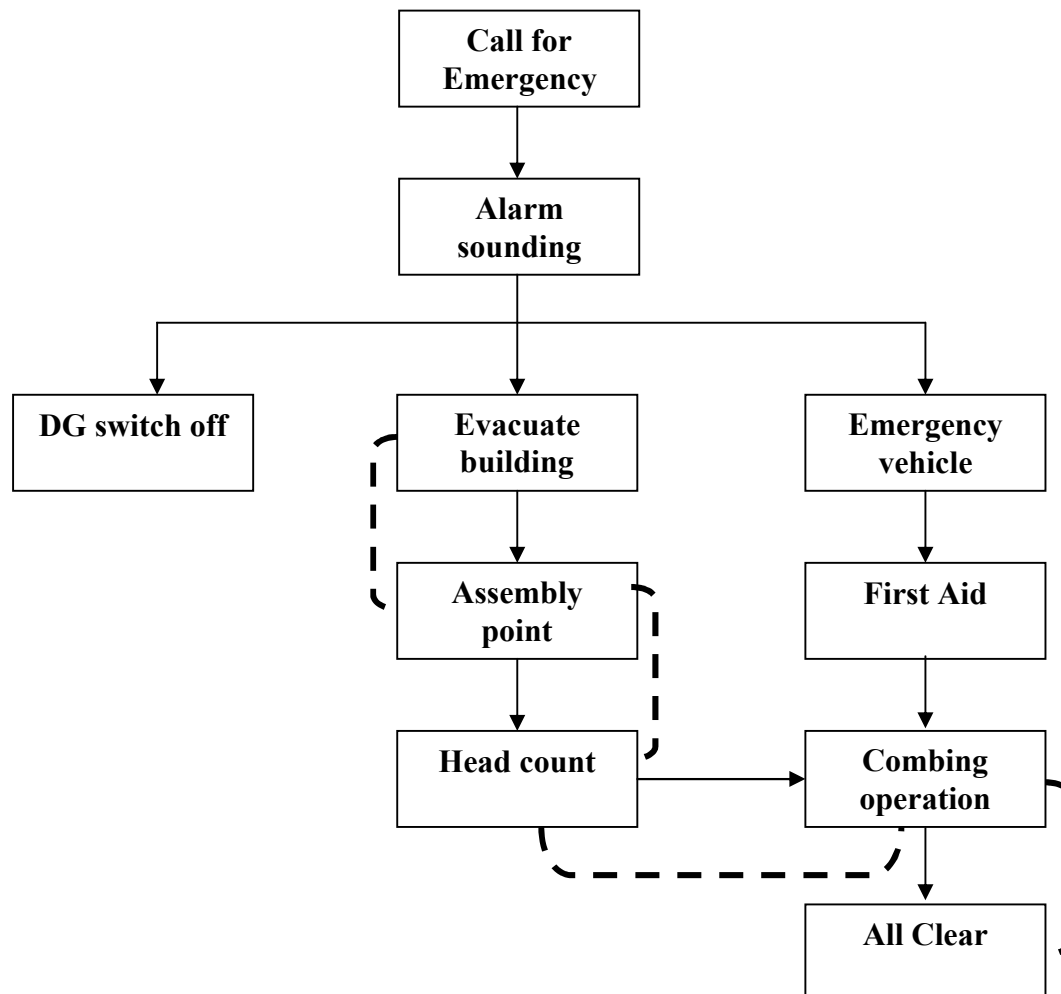 Call for
Emergency
Alarm
sounding
DG switch off
Evacuate
building
Emergency
vehicle
Assembly
point
First Aid
Head count
Combing
operation
All Clear